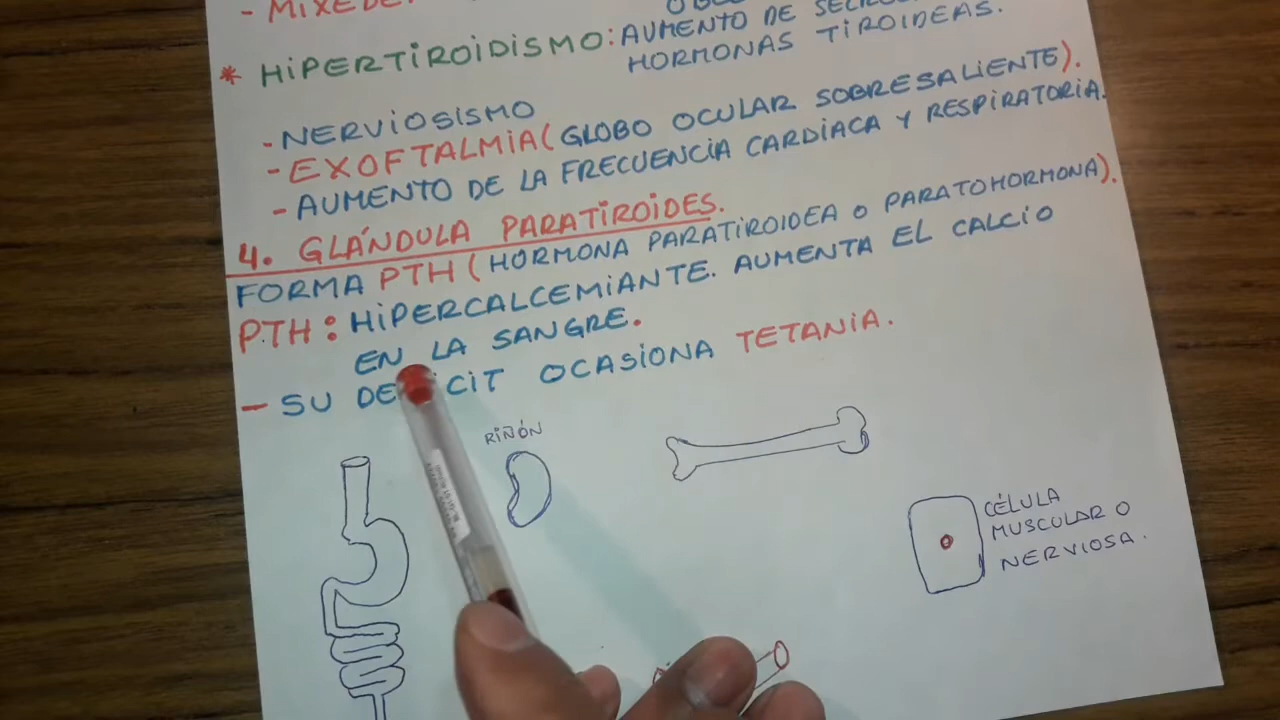 - MIXEDE
* HIPERTIROIDISMO: AUMENTO DE
HORMONAS TIROIDEAS.
- NERVIOSISMO
- EXOFTALMIA (GLOBO OCULAR SOBRESALIENTE).
- AUMENTO DE LA FRECUENCIA CARDIACA Y RESPIRATORIA.
4. GLÁNDULA PARATIROIDES.
FORMA PTH (HORMONA PARATIROIDEA O PARATOHORMONA).
PTH: HIPERCALCEMIANTE. AUMENTA EL CALCIO
EN LA SANGRE.
- SU DEFICIT OCASIONA TETANIA.
RIÑÓN
CÉLULA
MUSCULAR O
NERVIOSA.